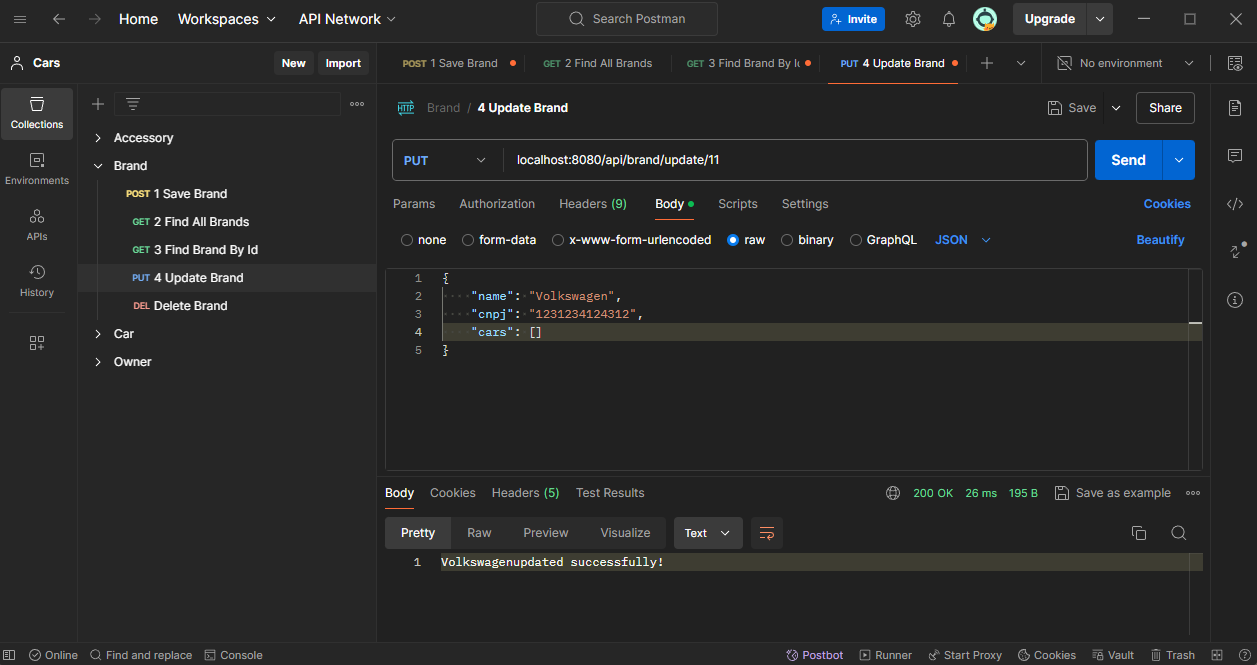 Home Workspaces API Network Search Postman Invite Upgrade
Cars New Import
POST 1 Save Brand GET 2 Find All Brands GET 3 Find Brand By Ic PUT 4 Update Brand No environment
Collections
Environments
APIs
History
Accessory
Brand
POST 1 Save Brand
GET 2 Find All Brands
GET 3 Find Brand By Id
PUT 4 Update Brand
DEL Delete Brand
Car
Owner
HTTP Brand / 4 Update Brand Save Share
PUT localhost:8080/api/brand/update/11 Send
Params Authorization Headers (9) Body Scripts Settings Cookies
none form-data x-www-form-urlencoded raw binary GraphQL JSON Beautify
1 {
2 "name": "Volkswagen",
3 "cnpj": "1231234124312",
4 "cars": []
5 }
Body Cookies Headers (5) Test Results 200 OK 26 ms 195 B Save as example
Pretty Raw Preview Visualize Text
1 Volkswagenupdated successfully!
Online Find and replace Console Postbot Runner Start Proxy Cookies Vault Trash